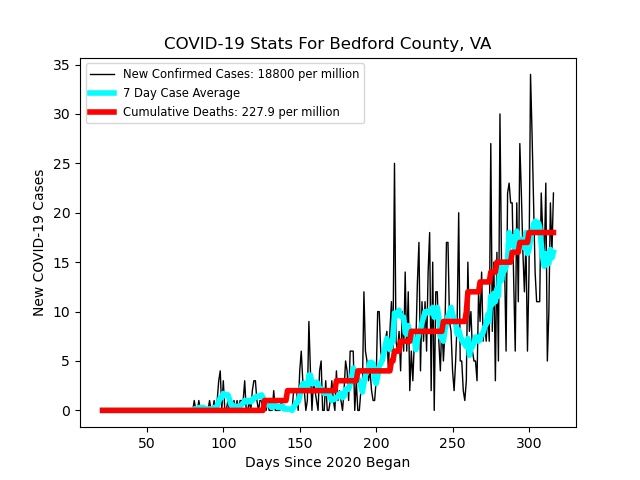 COVID-19 Stats For Bedford County, VA
New Confirmed Cases: 18800 per million
7 Day Case Average
Cumulative Deaths: 227.9 per million
New COVID-19 Cases
35
30
25
20
15
10
5
0
50 100 150 200 250 300
Days Since 2020 Began